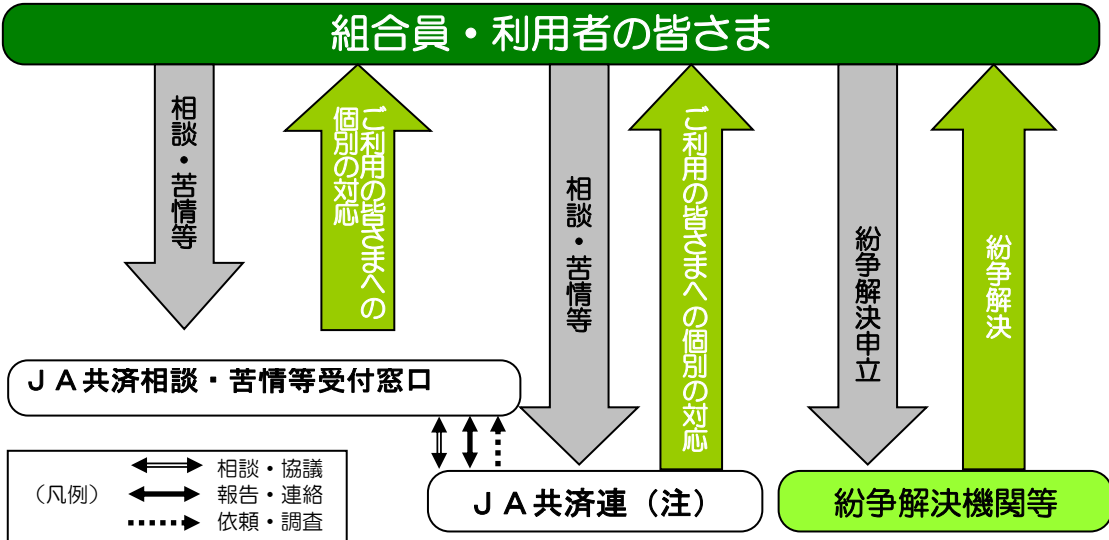 組合員・利用者の皆さま
相談・苦情等
ご利用の皆さまへの
個別の対応
相談・苦情等
ご利用の皆さまへの個別の対応
紛争解決申立
紛争解決
ＪＡ共済相談・苦情等受付窓口
（凡例）
相談・協議
報告・連絡
依頼・調査
ＪＡ共済連（注）
紛争解決機関等